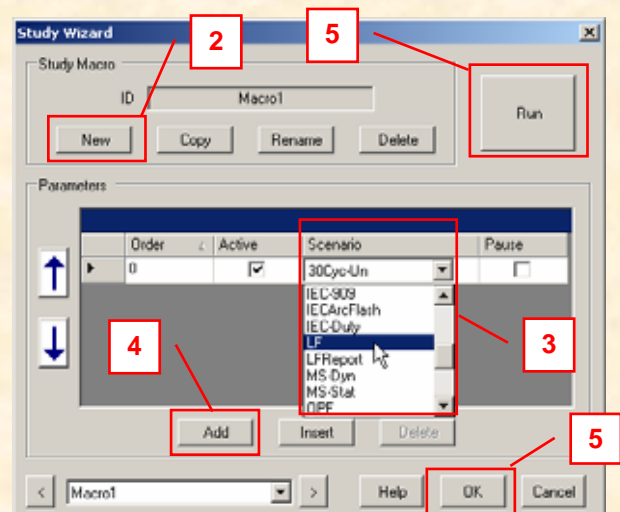 Study Wizard
2
5
Study Macro
ID Macro1
New Copy Rename Delete
Run
Parameters
Order Active Scenario Pause
0 30Cyc-Un
IEC-909
IECArcFlash
IEC-Duty
LF
LFReport
MS-Dyn
MS-Stat
OPF
4
3
Add Insert Delete
5
< Macro1 > Help OK Cancel